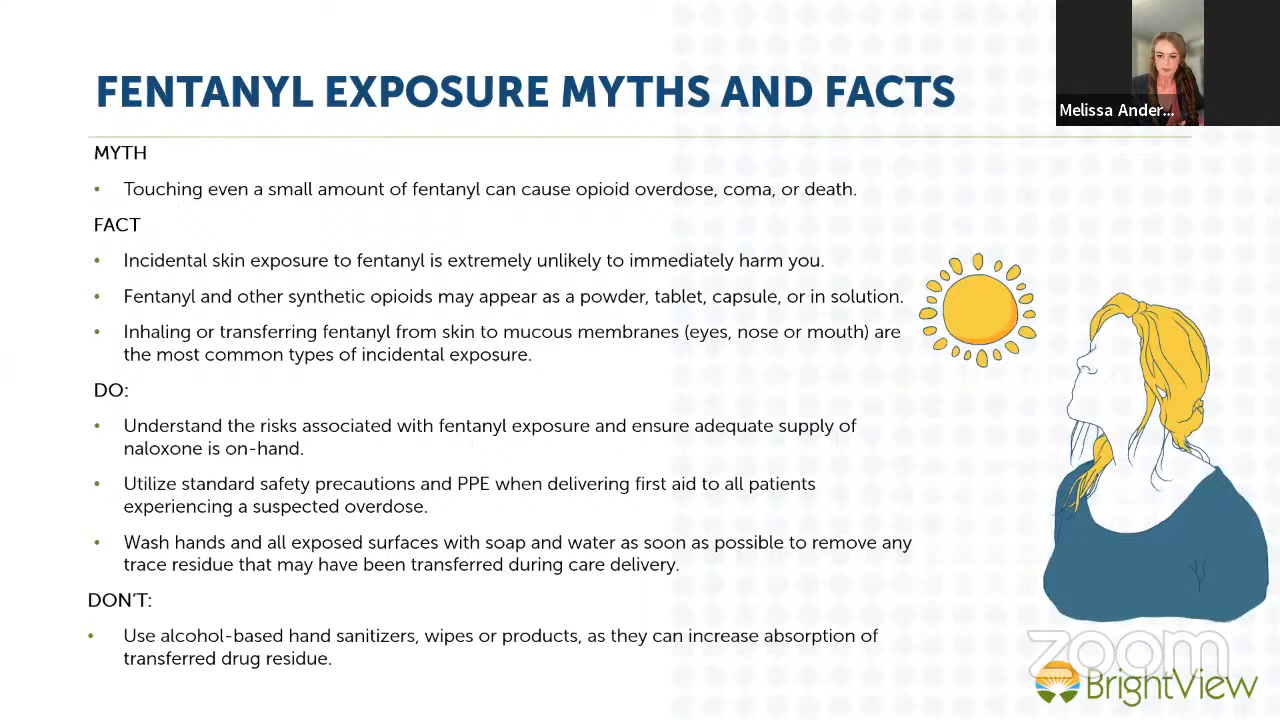 FENTANYL EXPOSURE MYTHS AND FACTS
Melissa Ander...
MYTH
• Touching even a small amount of fentanyl can cause opioid overdose, coma, or death.
FACT
• Incidental skin exposure to fentanyl is extremely unlikely to immediately harm you.
• Fentanyl and other synthetic opioids may appear as a powder, tablet, capsule, or in solution.
• Inhaling or transferring fentanyl from skin to mucous membranes (eyes, nose or mouth) are
the most common types of incidental exposure.
DO:
• Understand the risks associated with fentanyl exposure and ensure adequate supply of
naloxone is on-hand.
• Utilize standard safety precautions and PPE when delivering first aid to all patients
experiencing a suspected overdose.
• Wash hands and all exposed surfaces with soap and water as soon as possible to remove any
trace residue that may have been transferred during care delivery.
DON'T:
• Use alcohol-based hand sanitizers, wipes or products, as they can increase absorption of
transferred drug residue.
zoom
BrightView